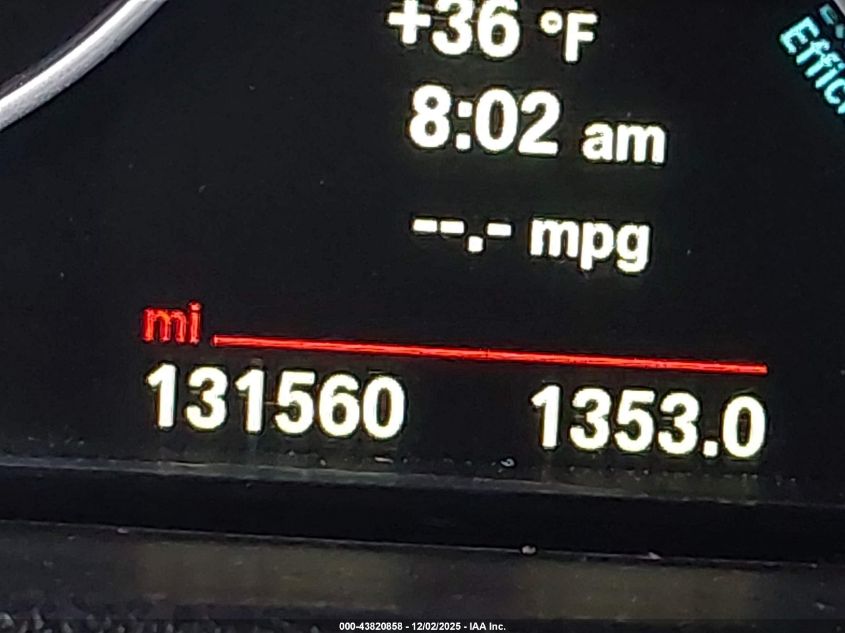 +36 °F
8:02 am
--.- mpg
mi
131560 1353.0
000-43820858 - 12/02/2025 - IAA Inc.